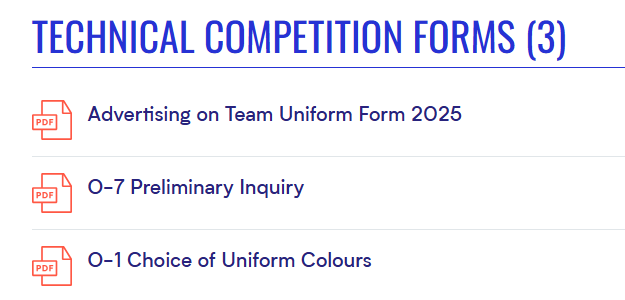 TECHNICAL COMPETITION FORMS (3)
PDF
Advertising on Team Uniform Form 2025
PDF
O-7 Preliminary Inquiry
PDF
O-1 Choice of Uniform Colours